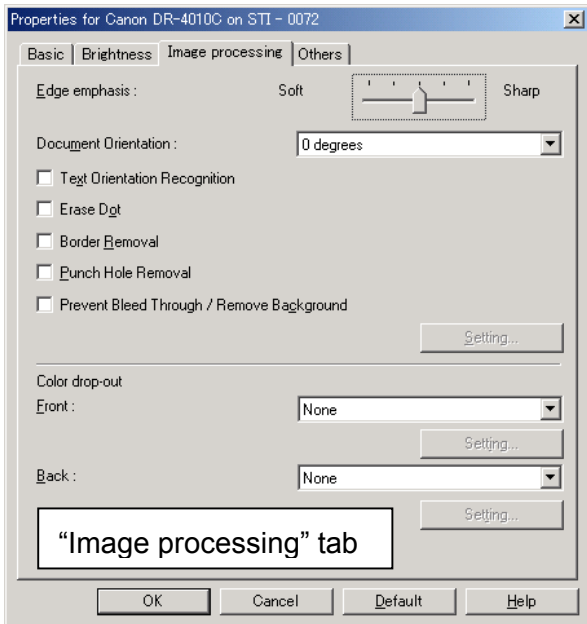 Properties for Canon DR-4010C on STI - 0072
Basic Brightness Image processing Others
Edge emphasis : Soft Sharp
Document Orientation : 0 degrees
Text Orientation Recognition
Erase Dot
Border Removal
Punch Hole Removal
Prevent Bleed Through / Remove Background
Setting...
Color drop-out
Front : None
Setting...
Back : None
Setting...
“Image processing” tab
OK Cancel Default Help